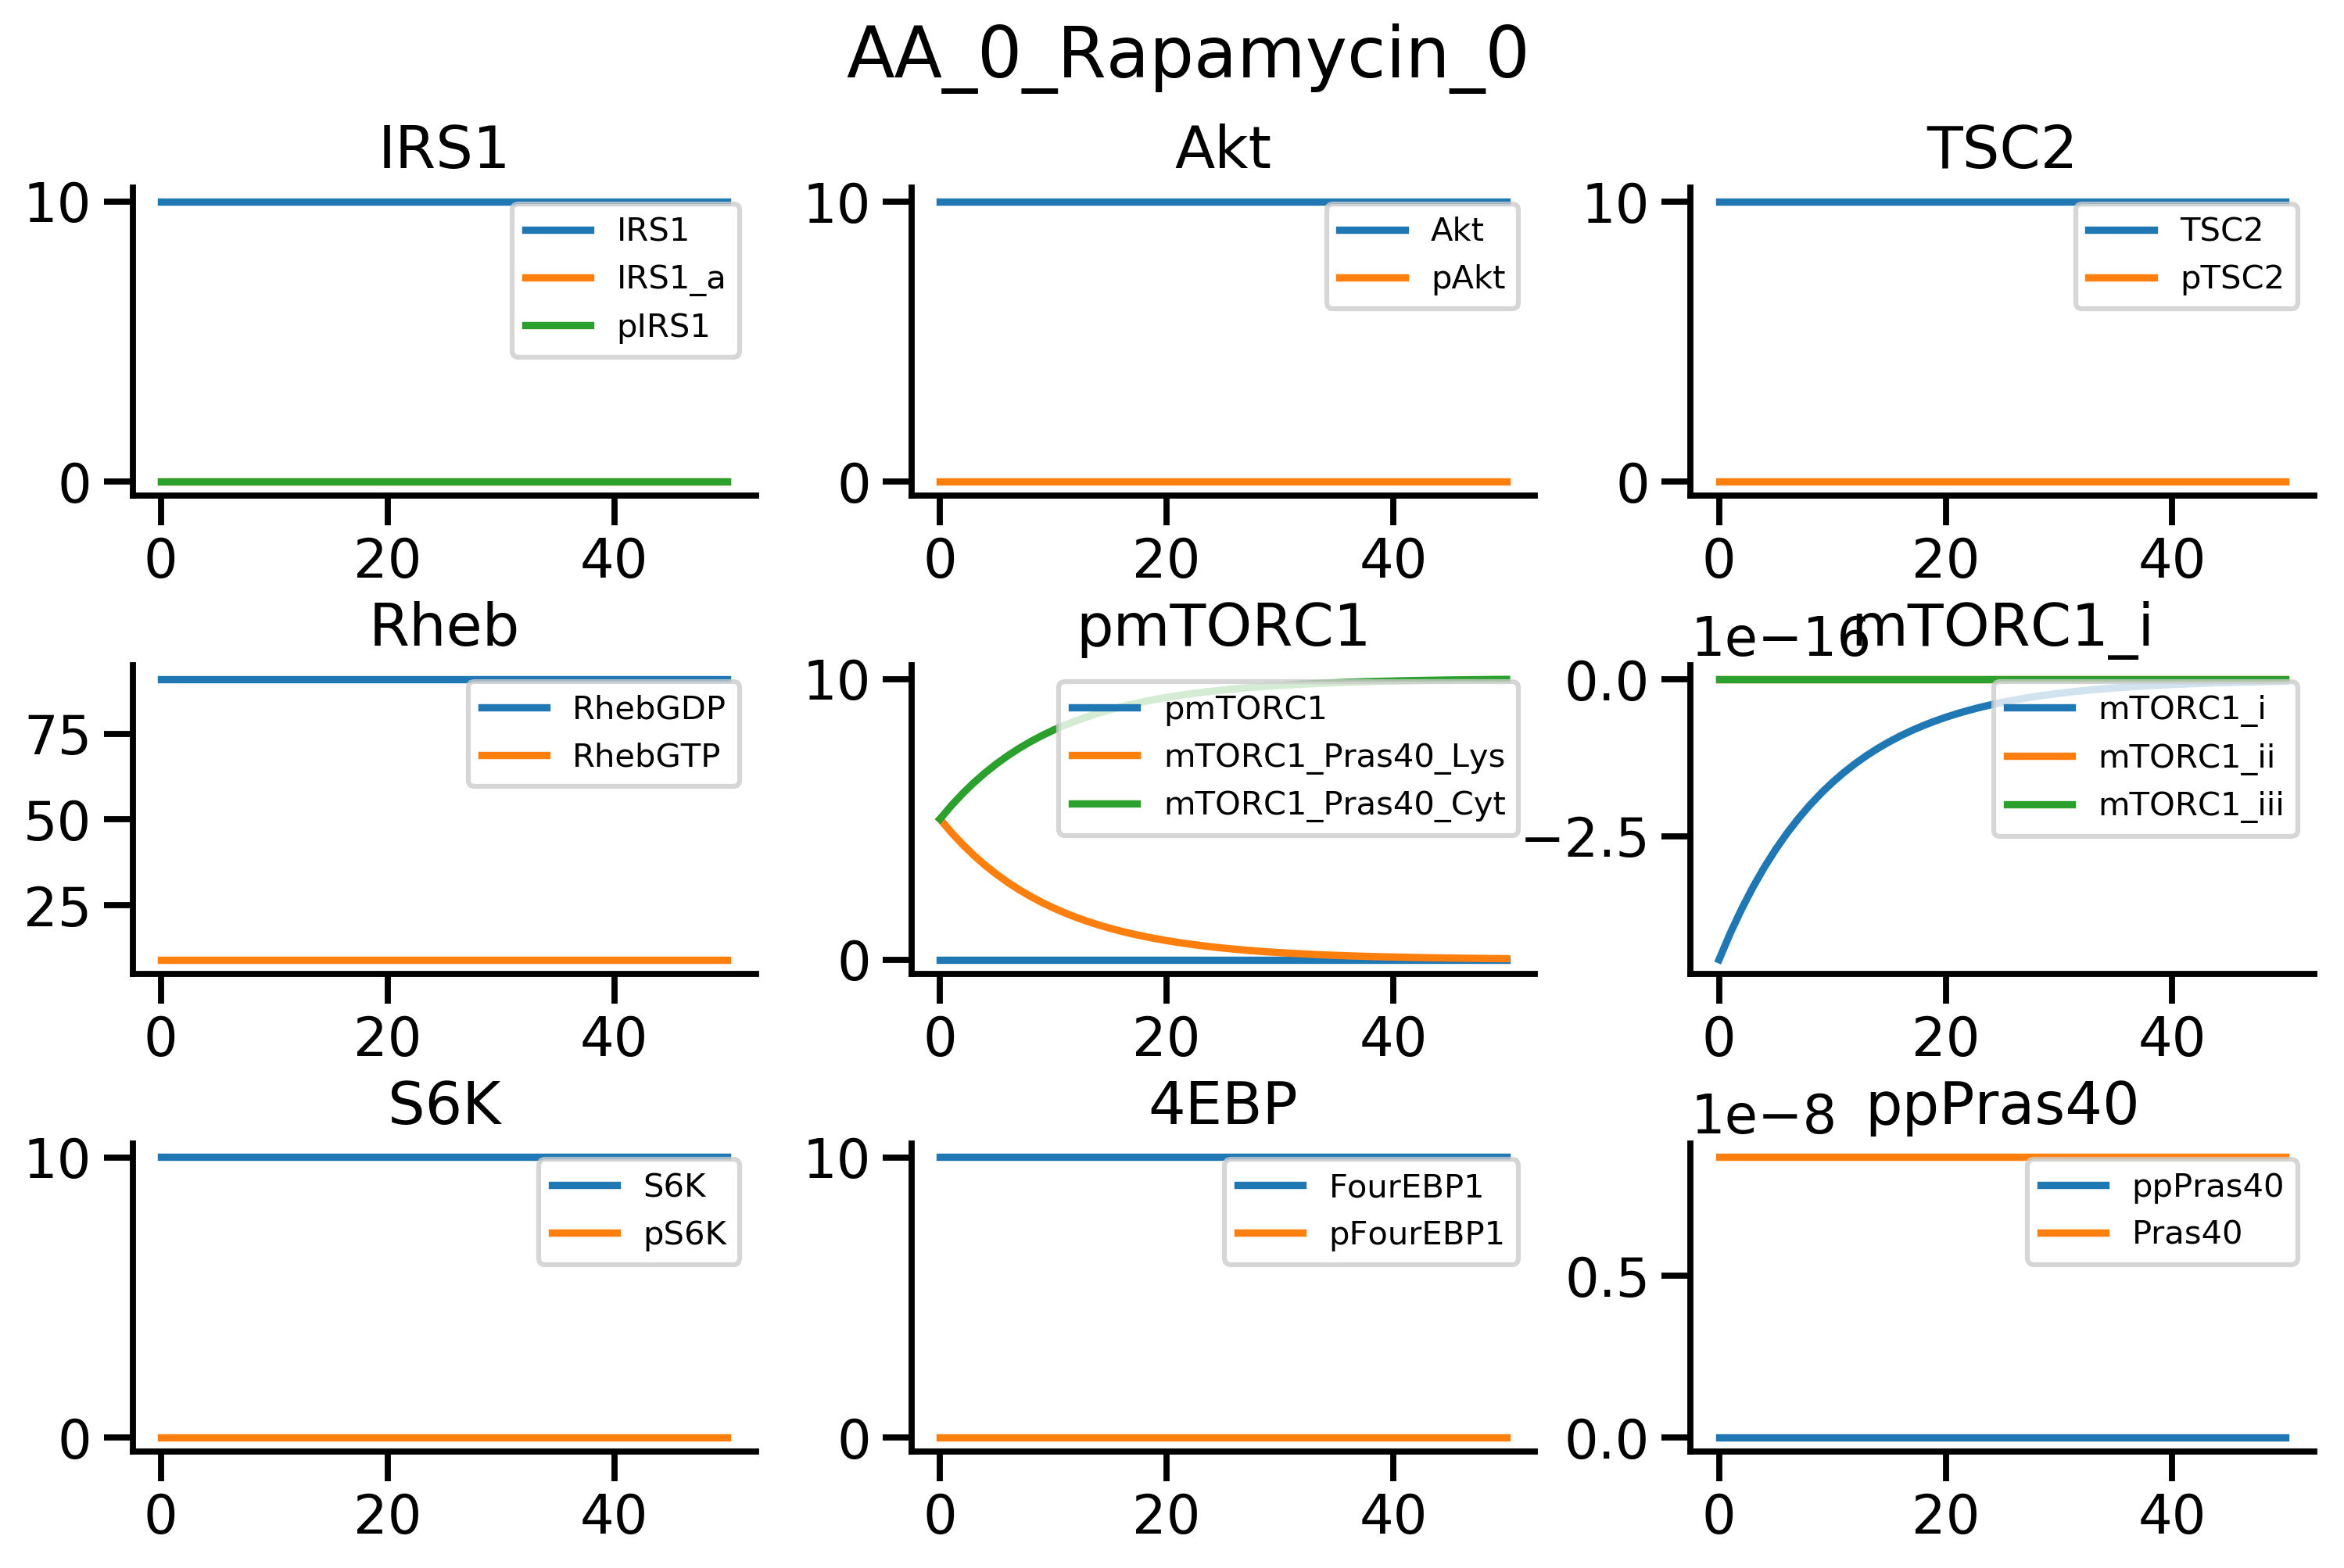 AA_0_Rapamycin_0
IRS1
10
0
0 20 40
IRS1
IRS1_a
pIRS1
Akt
10
0
0 20 40
Akt
pAkt
TSC2
10
0
0 20 40
TSC2
pTSC2
Rheb
75
50
25
0 20 40
RhebGDP
RhebGTP
pmTORC1
10
0
0 20 40
pmTORC1
mTORC1_Pras40_Lys
mTORC1_Pras40_Cyt
mTORC1_i
1e−16
0.0
−2.5
0 20 40
mTORC1_i
mTORC1_ii
mTORC1_iii
S6K
10
0
0 20 40
S6K
pS6K
4EBP
10
0
0 20 40
FourEBP1
pFourEBP1
ppPras40
1e−8
0.5
0.0
0 20 40
ppPras40
Pras40